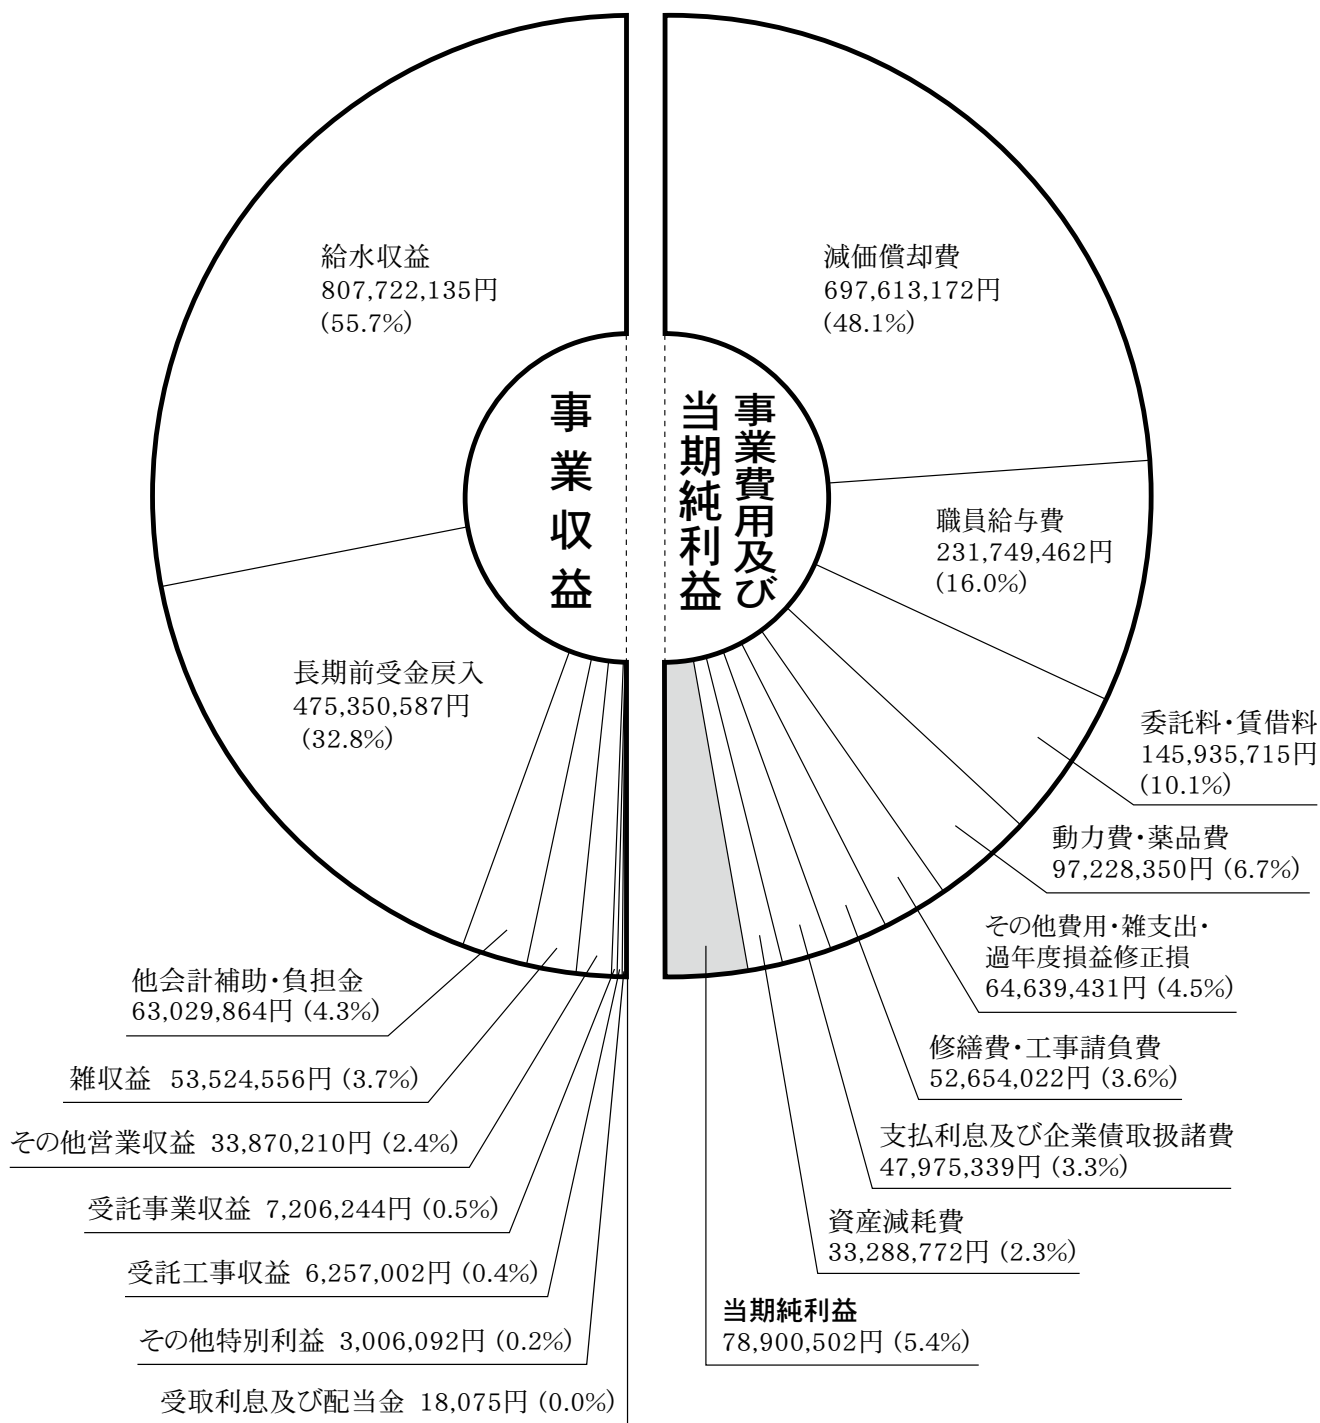 給水収益
807,722,135円
(55.7%)
長期前受金戻入
475,350,587円
(32.8%)
他会計補助・負担金
63,029,864円 (4.3%)
雑収益 53,524,556円 (3.7%)
その他営業収益 33,870,210円 (2.4%)
受託事業収益 7,206,244円 (0.5%)
受託工事収益 6,257,002円 (0.4%)
その他特別利益 3,006,092円 (0.2%)
受取利息及び配当金 18,075円 (0.0%)
事業収益
事業費用及び
当期純利益
減価償却費
697,613,172円
(48.1%)
職員給与費
231,749,462円
(16.0%)
委託料・賃借料
145,935,715円
(10.1%)
動力費・薬品費
97,228,350円 (6.7%)
その他費用・雑支出・
過年度損益修正損
64,639,431円 (4.5%)
修繕費・工事請負費
52,654,022円 (3.6%)
支払利息及び企業債取扱諸費
47,975,339円 (3.3%)
資産減耗費
33,288,772円 (2.3%)
当期純利益
78,900,502円 (5.4%)